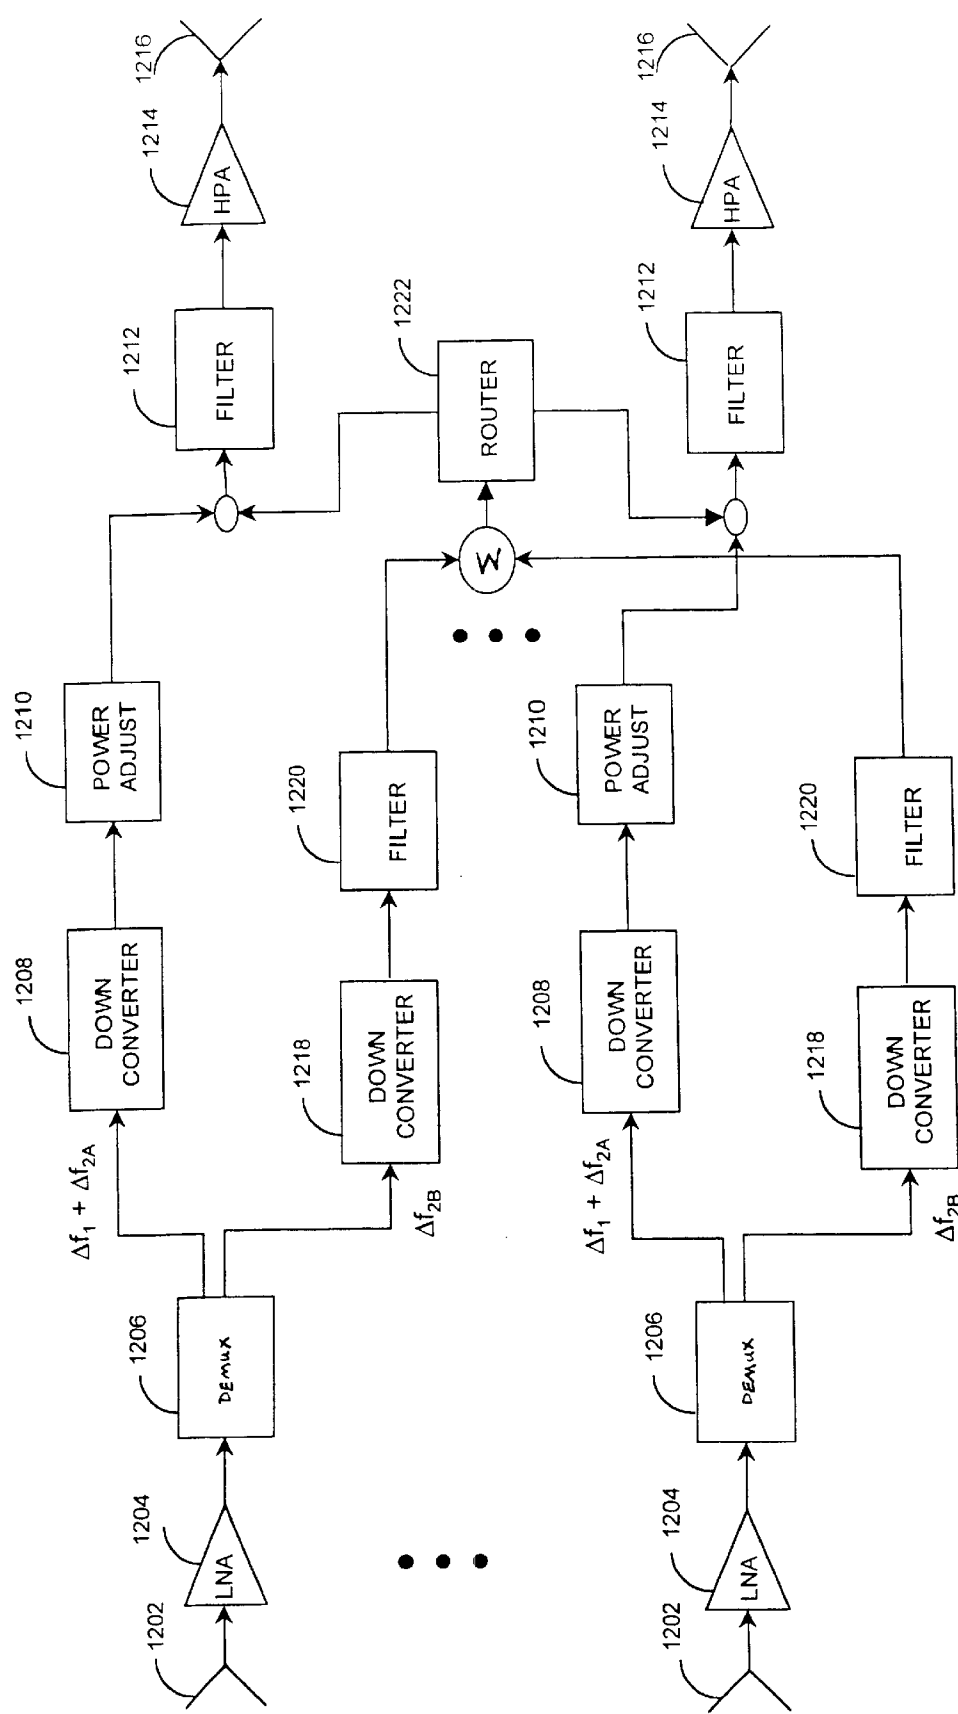 Δf₁ + Δf₂A
1208
DOWN
CONVERTER
1210
POWER
ADJUST
1202
1204
LNA
1206
DEMUX
1212
FILTER
1214
HPA
1216
Δf₂B
1218
DOWN
CONVERTER
1220
FILTER
Σ
1222
ROUTER
Δf₁ + Δf₂A
1208
DOWN
CONVERTER
1210
POWER
ADJUST
1202
1204
LNA
1206
DEMUX
1212
FILTER
1214
HPA
1216
Δf₂B
1218
DOWN
CONVERTER
1220
FILTER